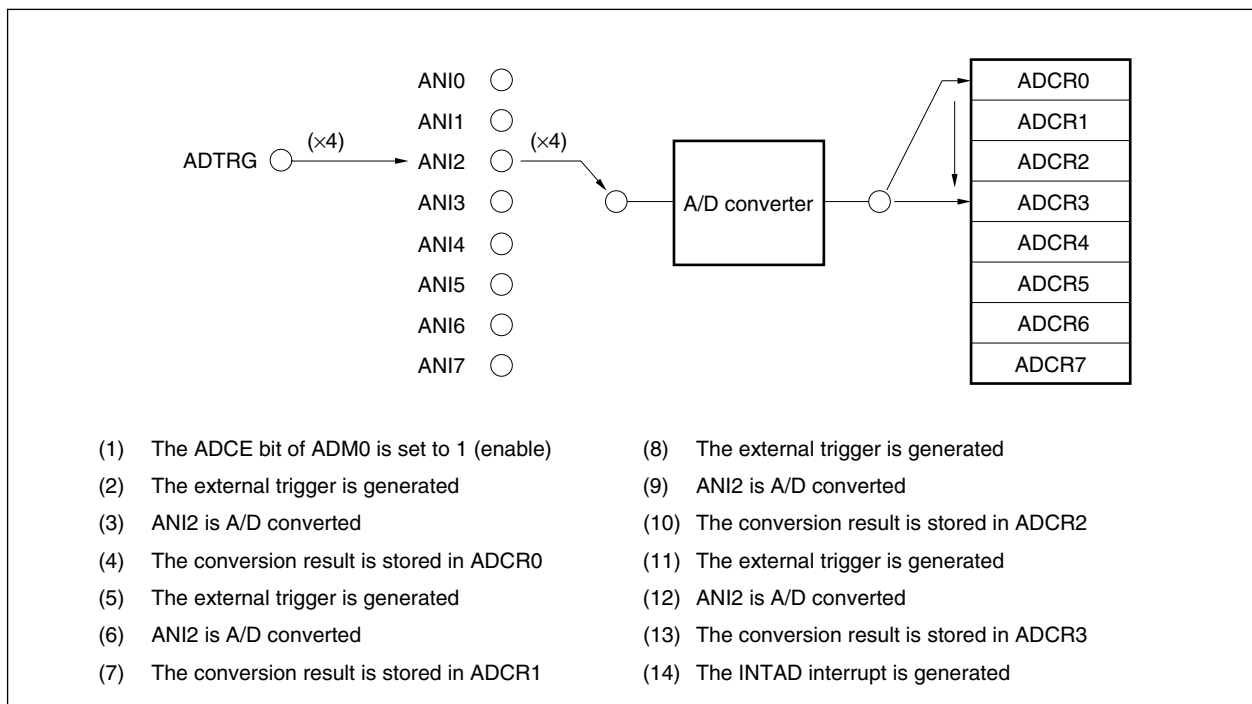 ANI0
ANI1
ADTRG (×4) ANI2 (×4)
ANI3
ANI4
ANI5
ANI6
ANI7
A/D converter
ADCR0
ADCR1
ADCR2
ADCR3
ADCR4
ADCR5
ADCR6
ADCR7
(1) The ADCE bit of ADM0 is set to 1 (enable)
(2) The external trigger is generated
(3) ANI2 is A/D converted
(4) The conversion result is stored in ADCR0
(5) The external trigger is generated
(6) ANI2 is A/D converted
(7) The conversion result is stored in ADCR1
(8) The external trigger is generated
(9) ANI2 is A/D converted
(10) The conversion result is stored in ADCR2
(11) The external trigger is generated
(12) ANI2 is A/D converted
(13) The conversion result is stored in ADCR3
(14) The INTAD interrupt is generated